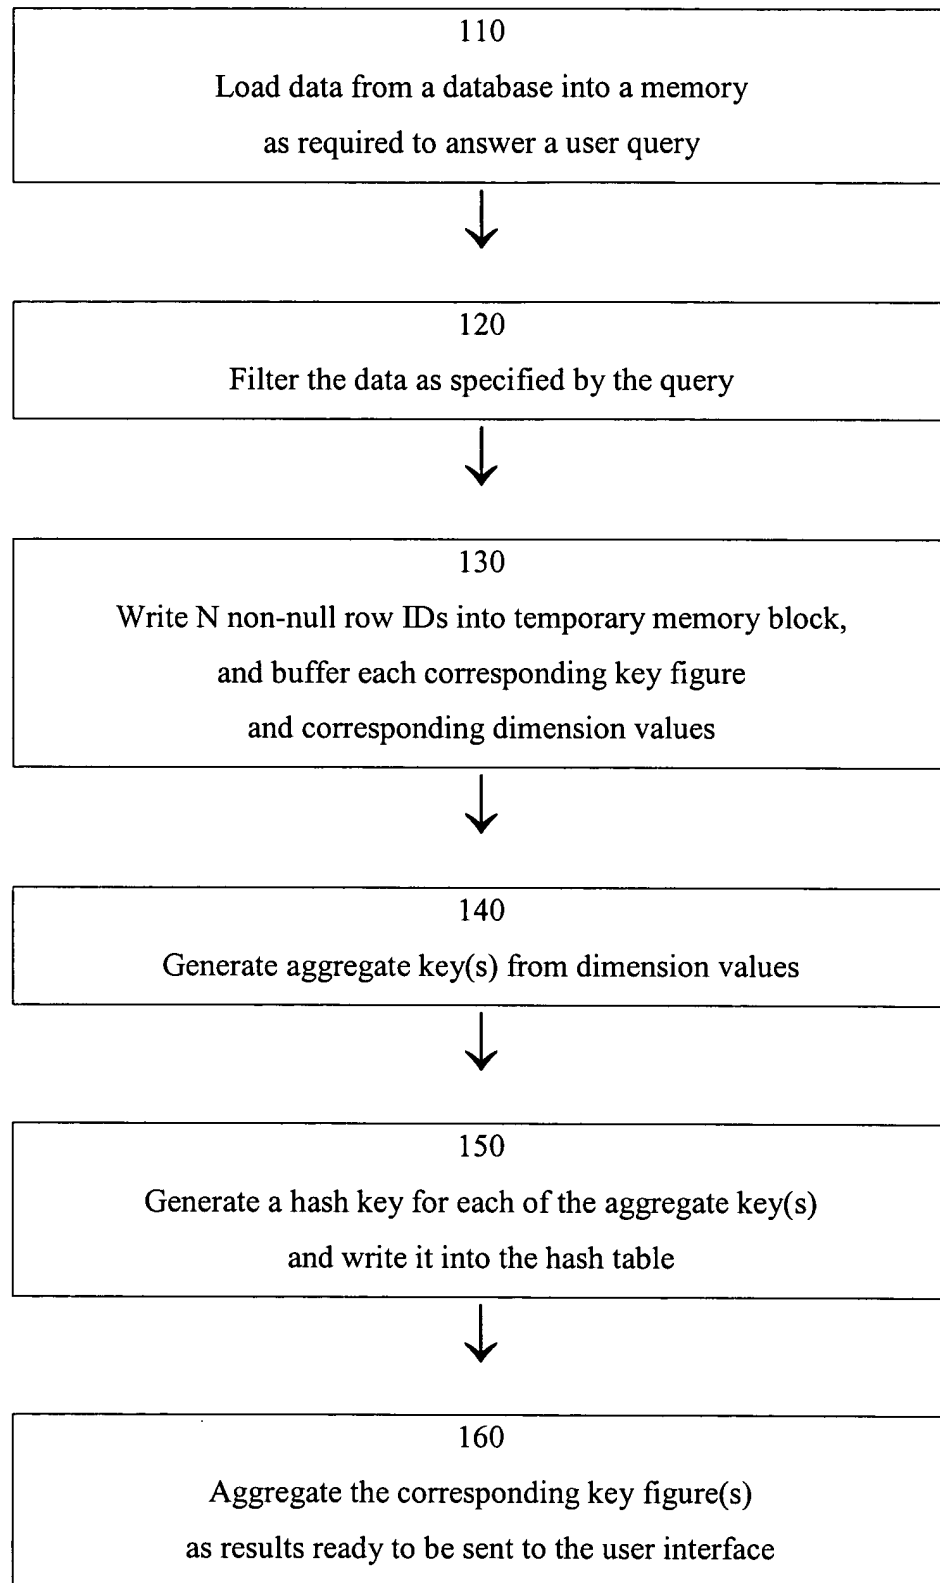 110
Load data from a database into a memory
as required to answer a user query
120
Filter the data as specified by the query
130
Write N non-null row IDs into temporary memory block,
and buffer each corresponding key figure
and corresponding dimension values
140
Generate aggregate key(s) from dimension values
150
Generate a hash key for each of the aggregate key(s)
and write it into the hash table
160
Aggregate the corresponding key figure(s)
as results ready to be sent to the user interface